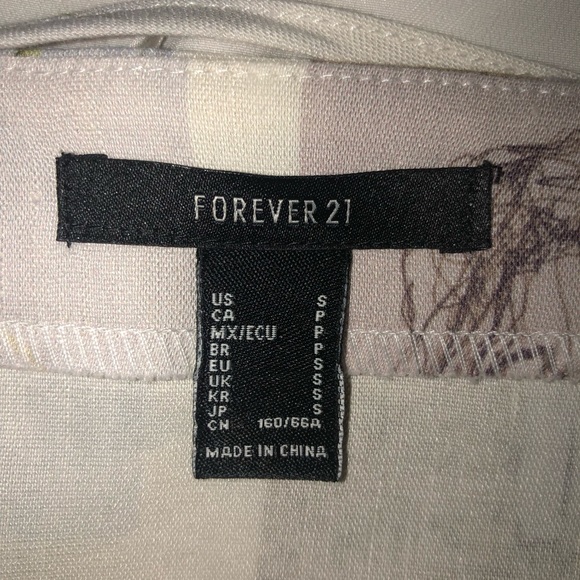 FOREVER 21
US S
CA P
MX/ECU P
BR P
EU S
UK S
KR S
JP S
CN 160/66A
MADE IN CHINA